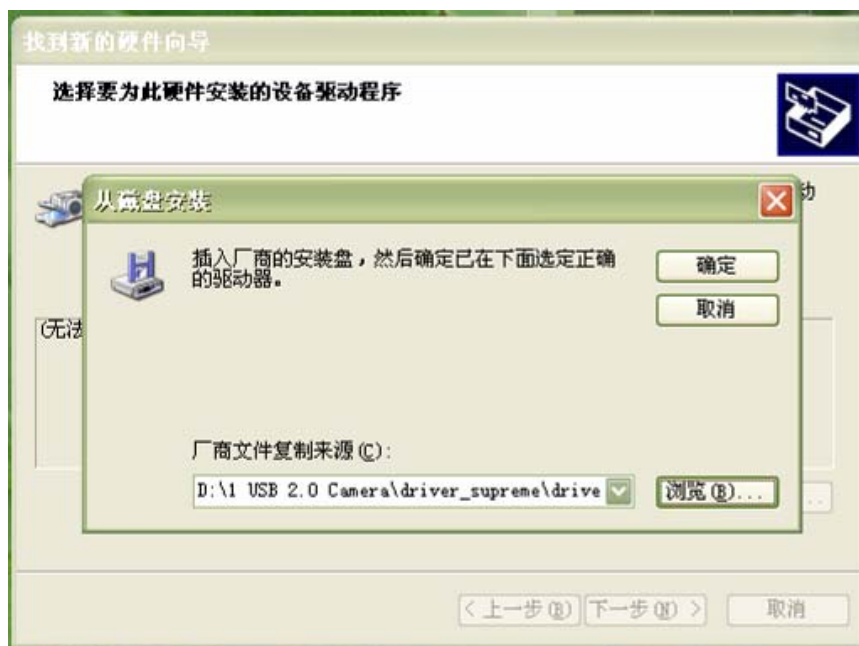 找到新的硬件向导
选择要为此硬件安装的设备驱动程序
动
从磁盘安装
插入厂商的安装盘，然后确定已在下面选定正确
的驱动器。
确定
取消
(无法
厂商文件复制来源(C):
D:\1 USB 2.0 Camera\driver_supreme\drive
浏览(B)...
< 上一步(B)
下一步(N) >
取消